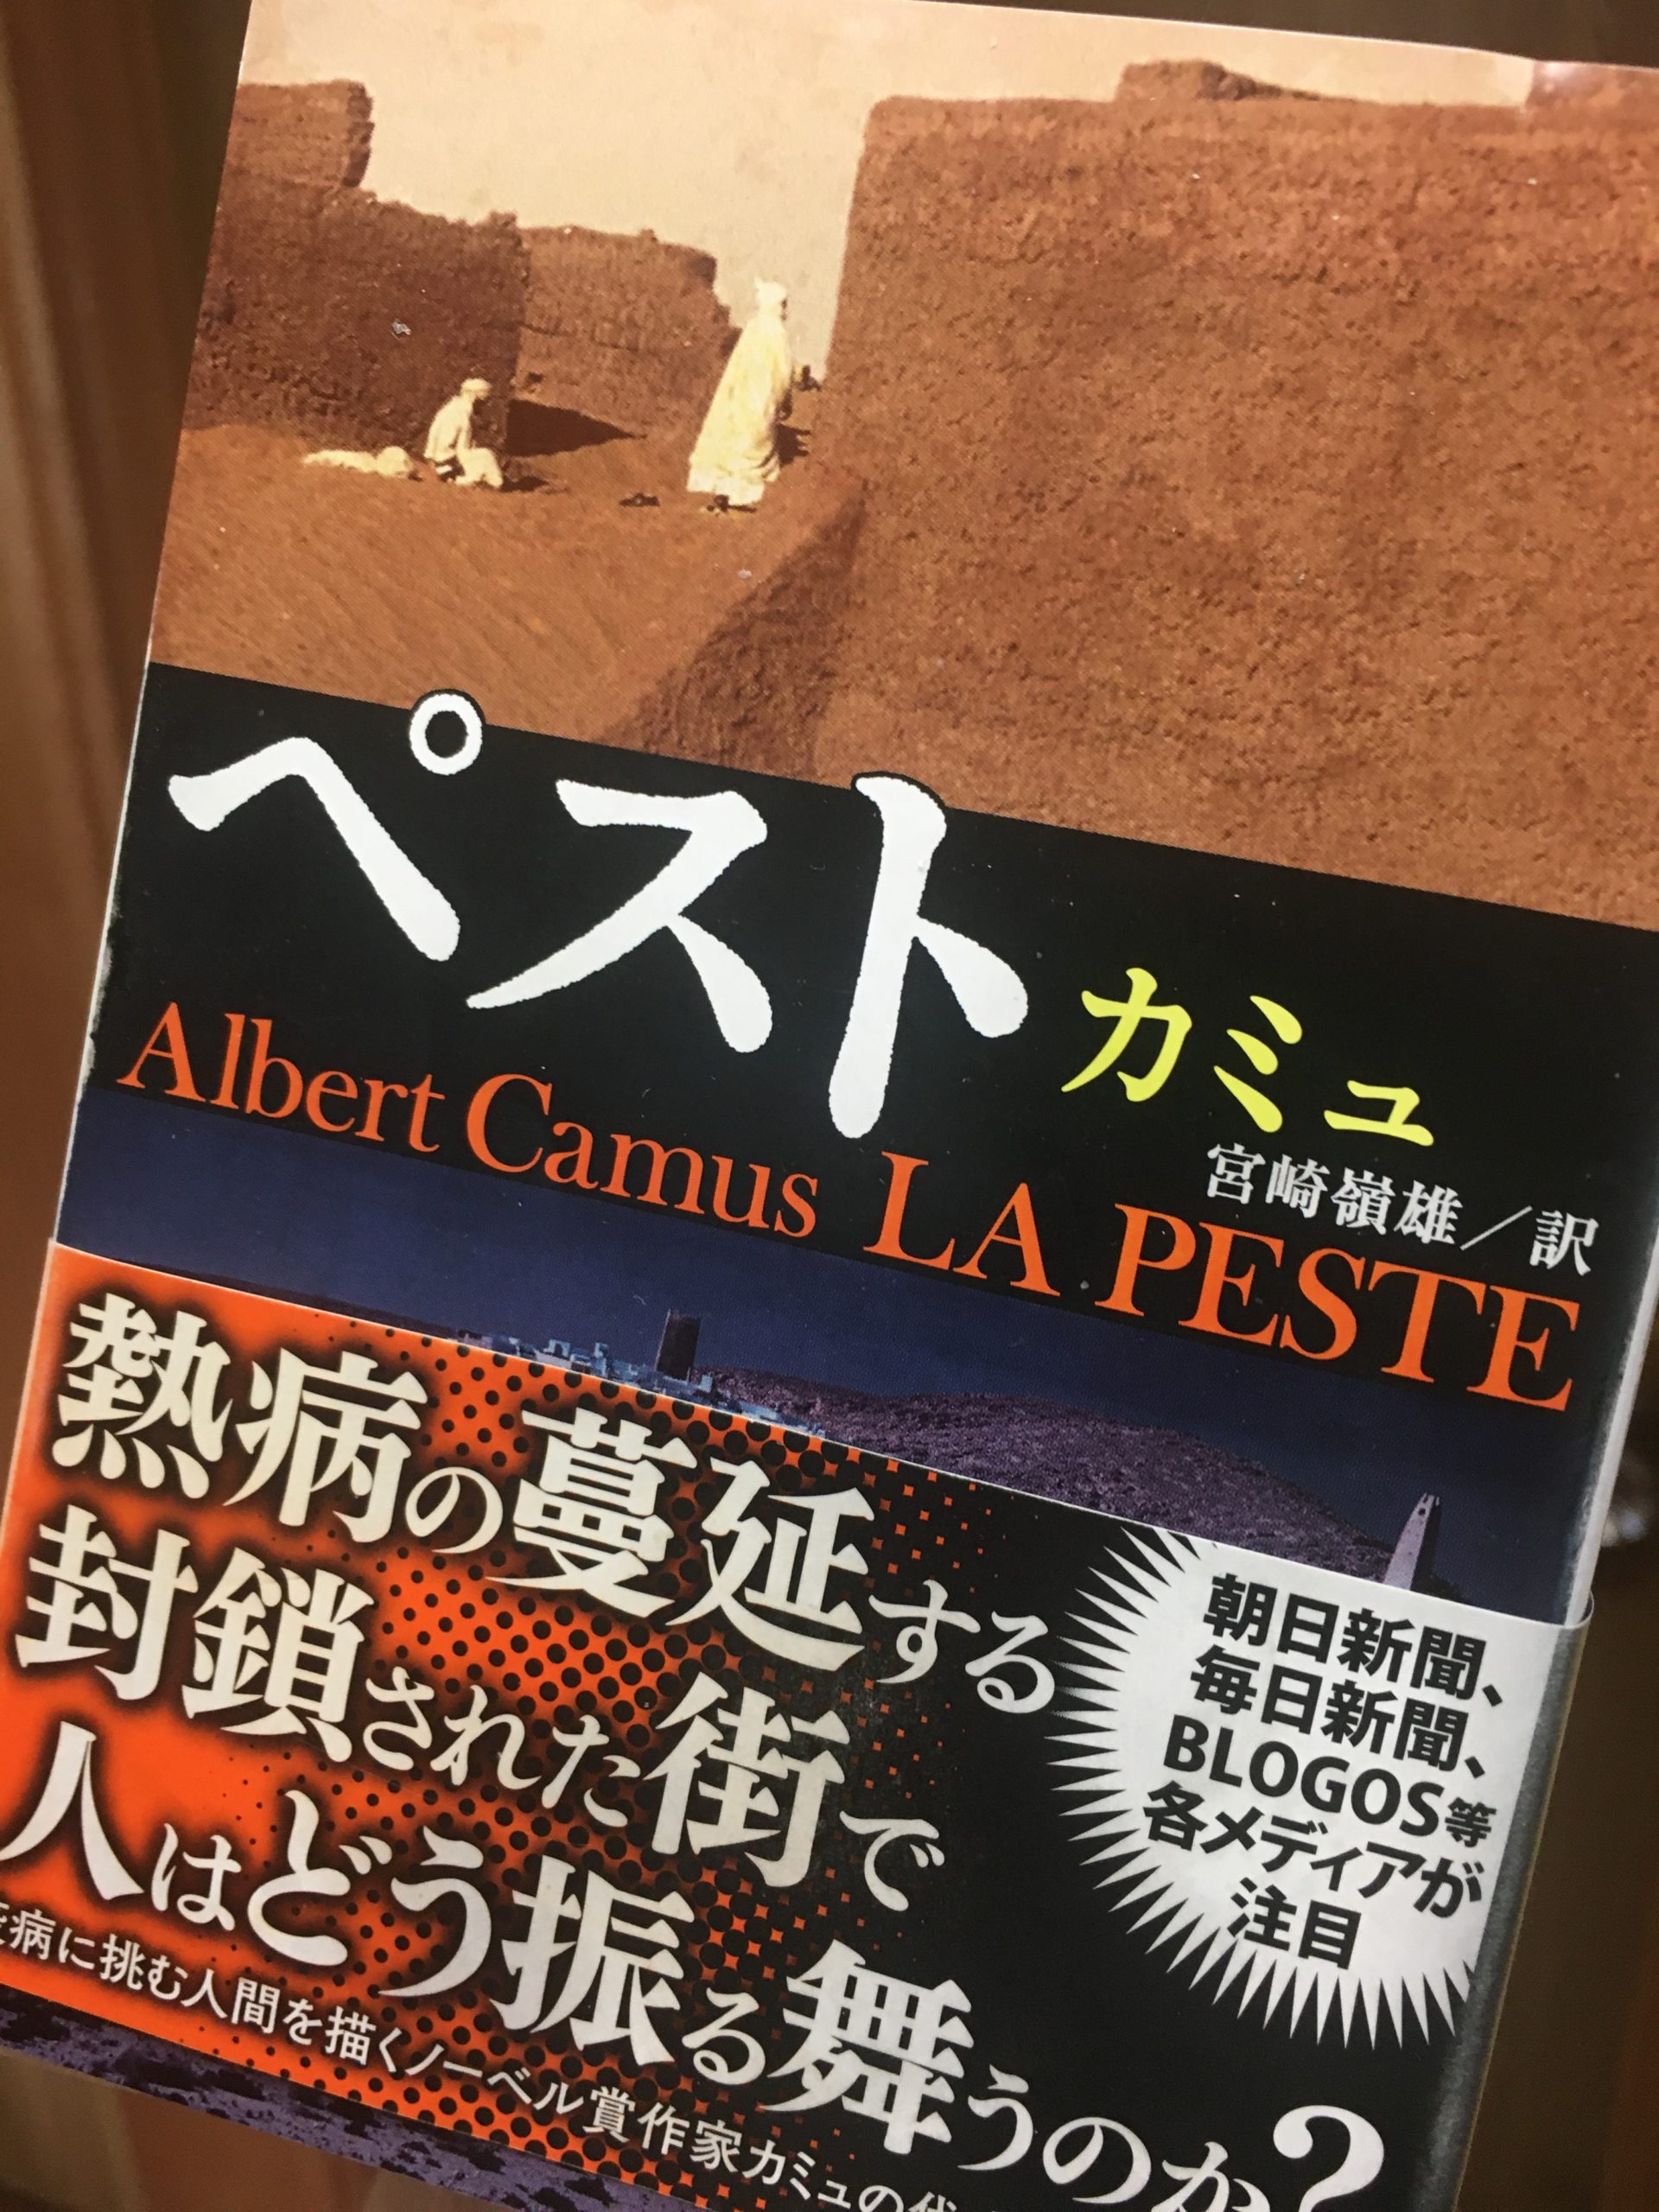 ペスト カミュ
宮崎嶺雄／訳
Albert Camus LA PESTE
熱病の蔓延する
封鎖された街で
人はどう振る舞うのか?
朝日新聞、
毎日新聞、
BLOGOS等
各メディアが
注目
病に挑む人間を描くノーベル賞作家カミュの